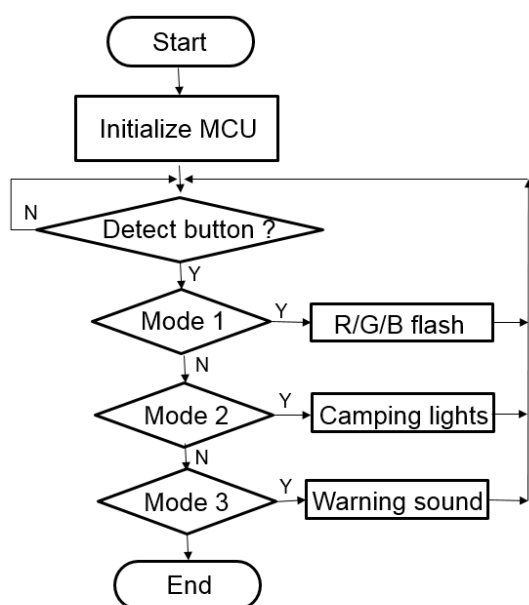 Start
Initialize MCU
N
Detect button ?
Y
Mode 1
Y
R/G/B flash
N
Mode 2
Y
Camping lights
N
Mode 3
Y
Warning sound
End